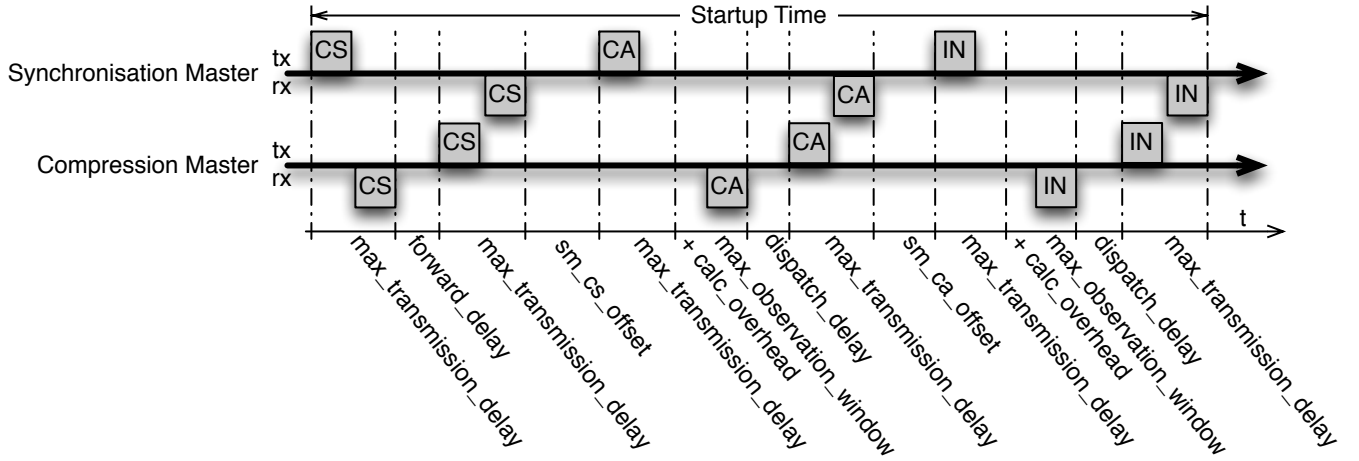 Startup Time
tx
CS
CA
IN
Synchronisation Master
rx
CS
CA
IN
tx
CS
CA
IN
Compression Master
rx
CS
CA
IN
t
max_transmission_delay
forward_delay
max_transmission_delay
sm_cs_offset
max_transmission_delay
+ calc_overhead
max_observation_window
dispatch_delay
max_transmission_delay
sm_ca_offset
max_transmission_delay
+ calc_overhead
max_observation_window
dispatch_delay
max_transmission_delay